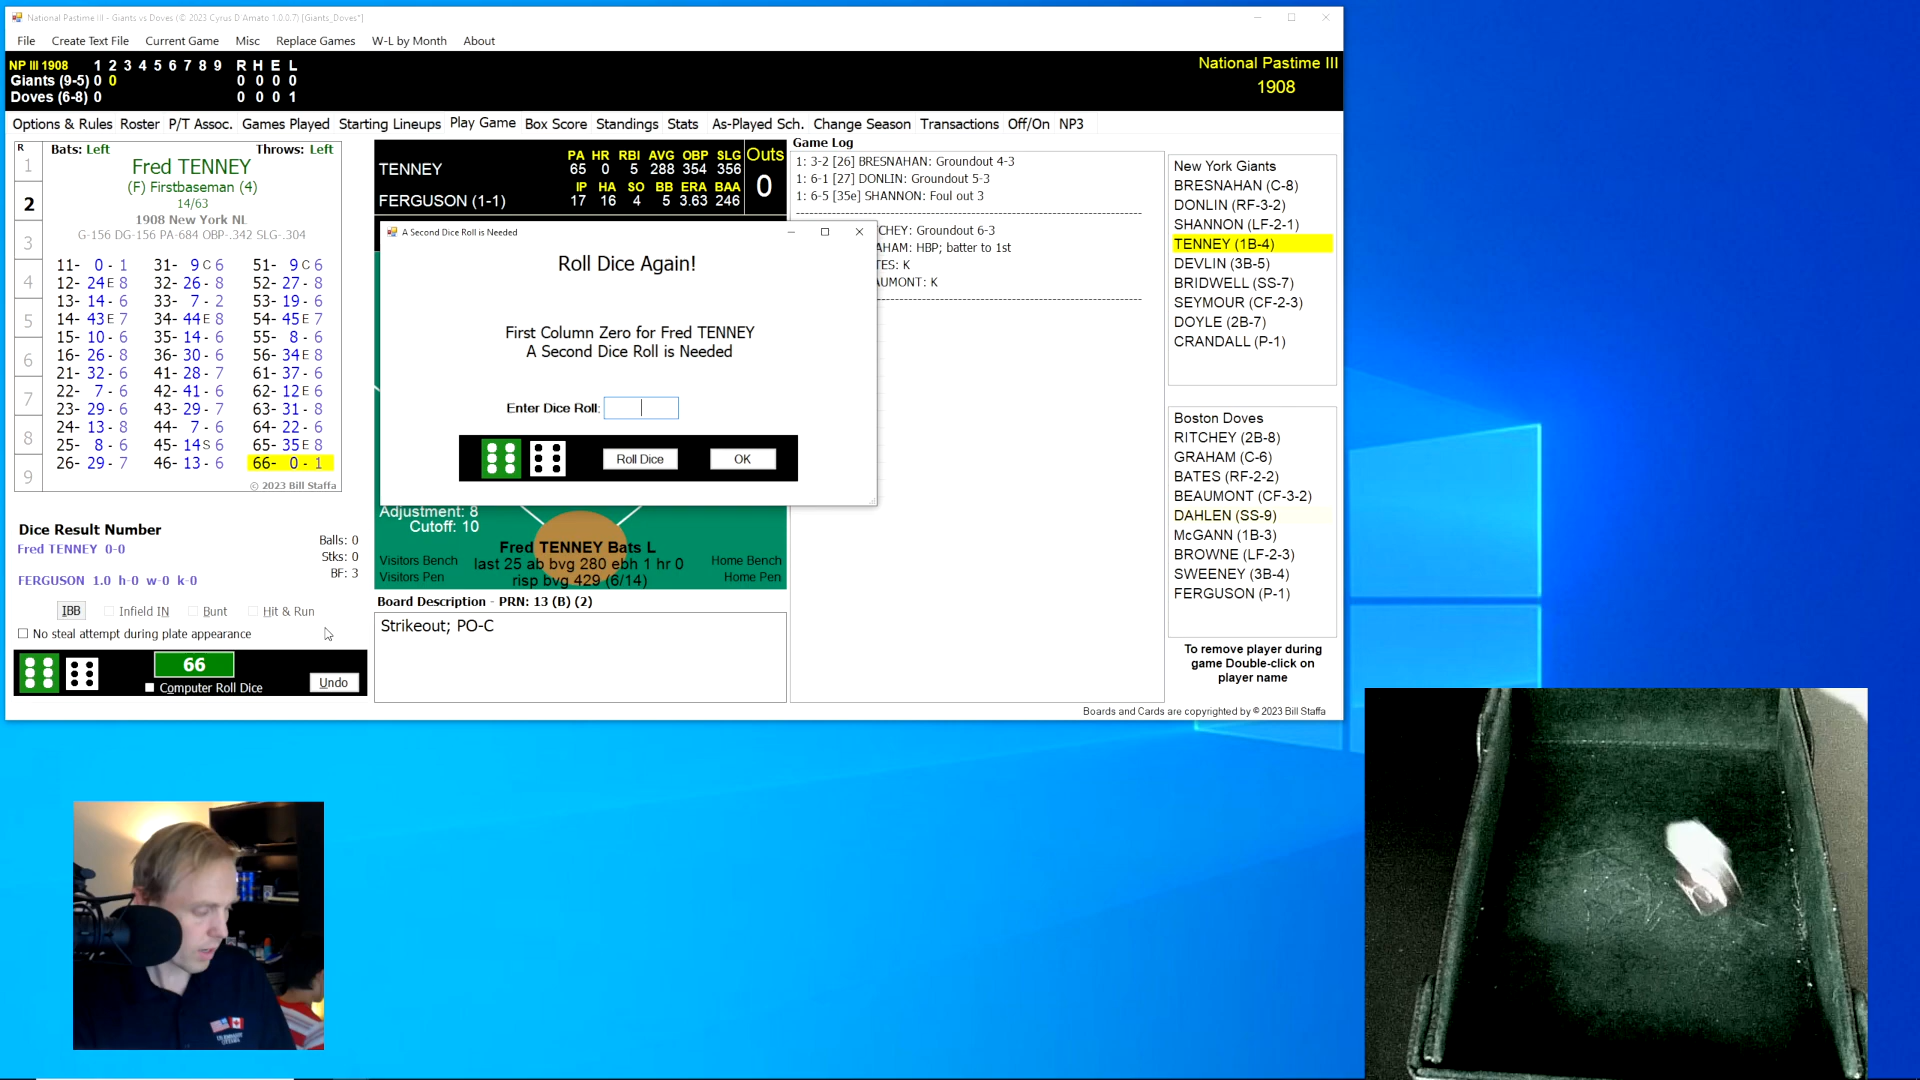 National Pastime III - Giants vs Doves (© 2023 Cyrus D Amato 1.0.0.7) [Giants_Doves*]
File Create Text File Current Game Misc Replace Games W-L by Month About
NP III 1908 1 2 3 4 5 6 7 8 9 R H E L
Giants (9-5) 0 0 0 0 0 0
Doves (6-8) 0 0 0 0 1
National Pastime III
1908
Options & Rules Roster P/T Assoc. Games Played Starting Lineups Play Game Box Score Standings Stats As-Played Sch. Change Season Transactions Off/On NP3
R
1
2
3
4
5
6
7
8
9
Bats: Left Throws: Left
Fred TENNEY
(F) Firstbaseman (4)
14/63
1908 New York NL
G-156 DG-156 PA-684 OBP-.342 SLG-.304
11- 0 - 1 31- 9 C 6 51- 9 C 6
12- 24 E 8 32- 26 - 8 52- 27 - 8
13- 14 - 6 33- 7 - 2 53- 19 - 6
14- 43 E 7 34- 44 E 8 54- 45 E 7
15- 10 - 6 35- 14 - 6 55- 8 - 6
16- 26 - 8 36- 30 - 6 56- 34 E 8
21- 32 - 6 41- 28 - 7 61- 37 - 6
22- 7 - 6 42- 41 - 6 62- 12 E 6
23- 29 - 6 43- 29 - 7 63- 31 - 8
24- 13 - 8 44- 7 - 6 64- 22 - 6
25- 8 - 6 45- 14 S 6 65- 35 E 8
26- 29 - 7 46- 13 - 6 66- 0 - 1
© 2023 Bill Staffa
Dice Result Number
Fred TENNEY 0-0
FERGUSON 1.0 h-0 w-0 k-0
Balls: 0
Stks: 0
BF: 3
IBB Infield IN Bunt Hit & Run
No steal attempt during plate appearance
66
Computer Roll Dice
Undo
PA HR RBI AVG OBP SLG
TENNEY 65 0 5 288 354 356
IP HA SO BB ERA BAA
FERGUSON (1-1) 17 16 4 5 3.63 246
Outs
0
A Second Dice Roll is Needed
Roll Dice Again!
First Column Zero for Fred TENNEY
A Second Dice Roll is Needed
Enter Dice Roll:
Roll Dice OK
Adjustment: 8
Cutoff: 10
Fred TENNEY Bats L
last 25 ab bvg 280 ebh 1 hr 0
risp bvg 429 (6/14)
Visitors Bench
Visitors Pen
Home Bench
Home Pen
Board Description - PRN: 13 (B) (2)
Strikeout; PO-C
Game Log
1: 3-2 [26] BRESNAHAN: Groundout 4-3
1: 6-1 [27] DONLIN: Groundout 5-3
1: 6-5 [35e] SHANNON: Foul out 3
CHEY: Groundout 6-3
AHAM: HBP; batter to 1st
TES: K
AUMONT: K
New York Giants
BRESNAHAN (C-8)
DONLIN (RF-3-2)
SHANNON (LF-2-1)
TENNEY (1B-4)
DEVLIN (3B-5)
BRIDWELL (SS-7)
SEYMOUR (CF-2-3)
DOYLE (2B-7)
CRANDALL (P-1)
Boston Doves
RITCHEY (2B-8)
GRAHAM (C-6)
BATES (RF-2-2)
BEAUMONT (CF-3-2)
DAHLEN (SS-9)
McGANN (1B-3)
BROWNE (LF-2-3)
SWEENEY (3B-4)
FERGUSON (P-1)
To remove player during
game Double-click on
player name
Boards and Cards are copyrighted by © 2023 Bill Staffa